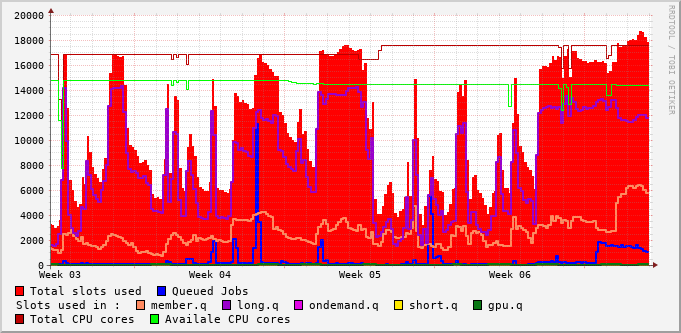 20000
18000
16000
14000
12000
10000
8000
6000
4000
2000
0
Week 03 Week 04 Week 05 Week 06
Total slots used Queued Jobs
Slots used in : member.q long.q ondemand.q short.q gpu.q
Total CPU cores Availale CPU cores
RRDTOOL / TOBI OETIKER